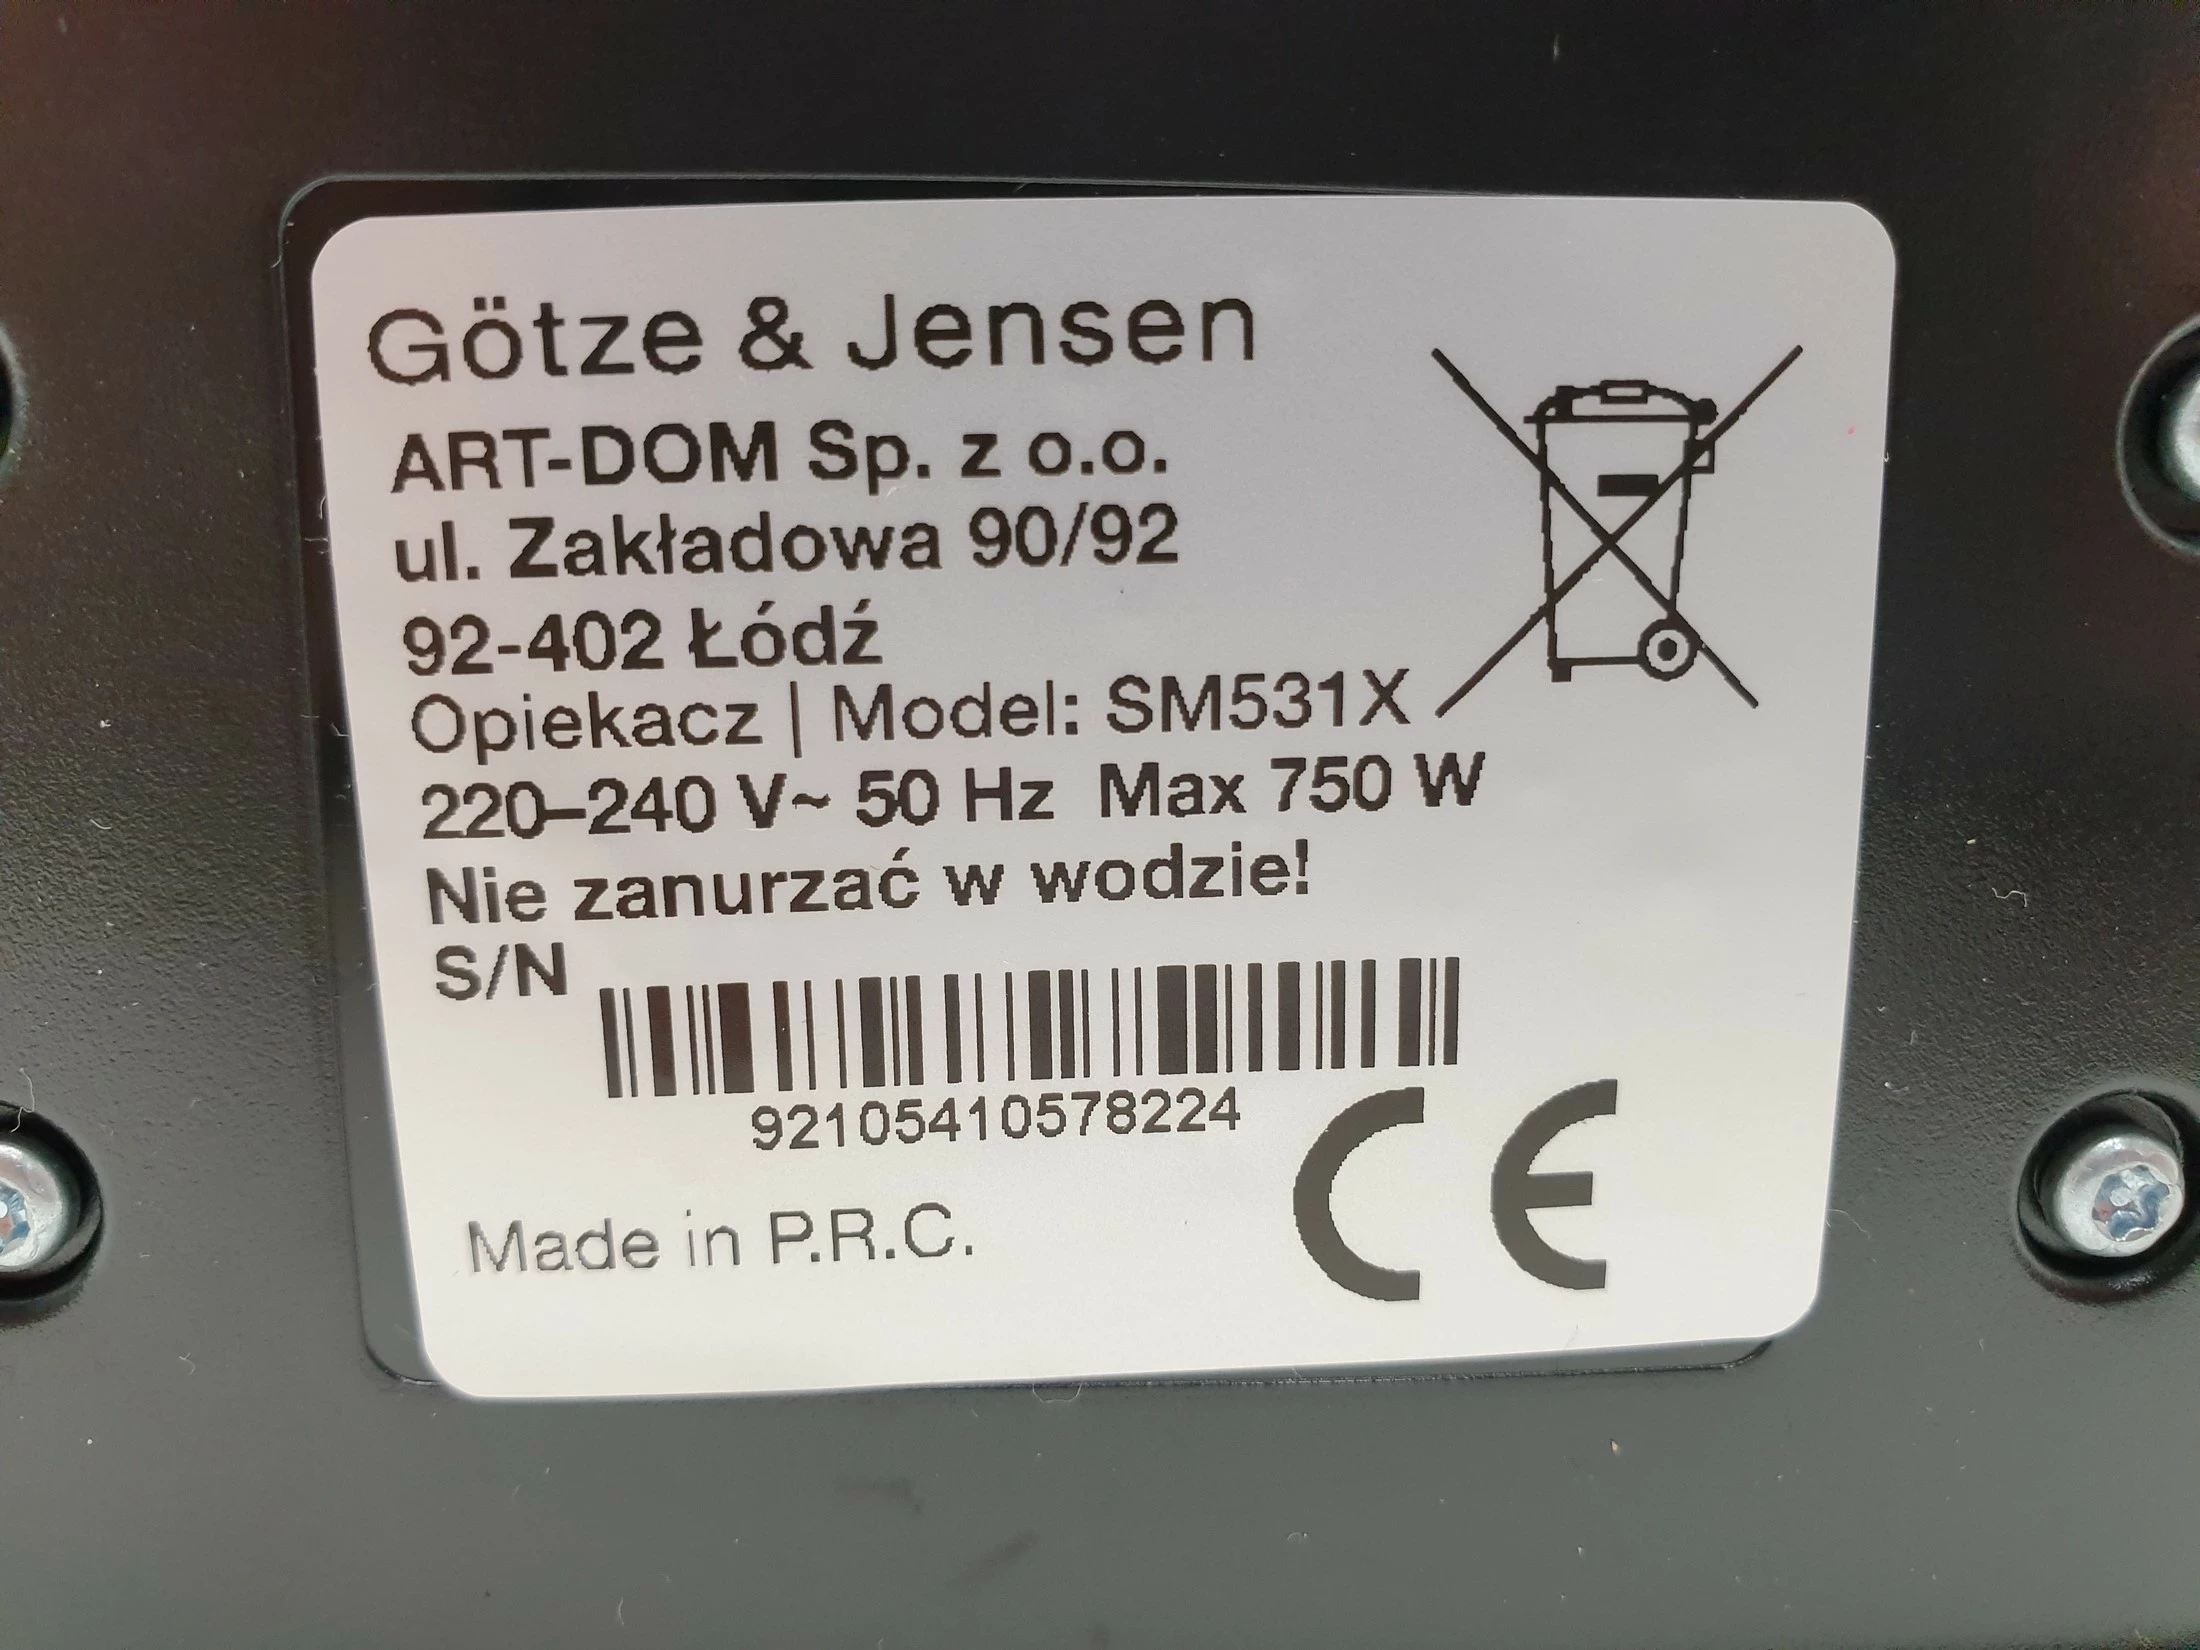 Götze & Jensen
ART-DOM Sp. z o.o.
ul. Zakładowa 90/92
92-402 Łódź
Opiekacz | Model: SM531X
220–240 V~ 50 Hz Max 750 W
Nie zanurzać w wodzie!
S/N
92105410578224
Made in P.R.C.
CE